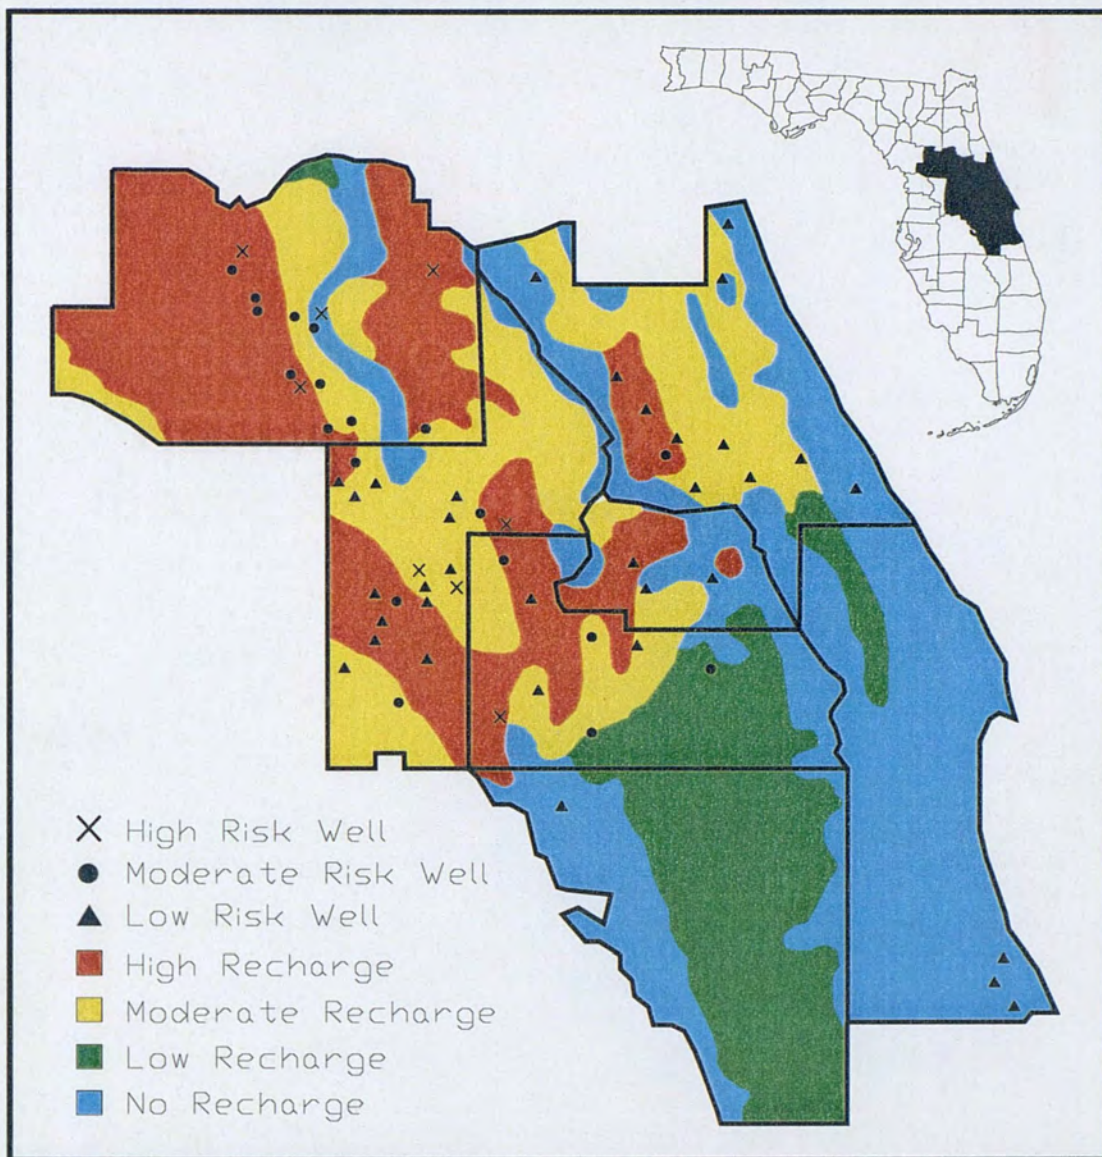 High Risk Well
Moderate Risk Well
Low Risk Well
High Recharge
Moderate Recharge
Low Recharge
No Recharge